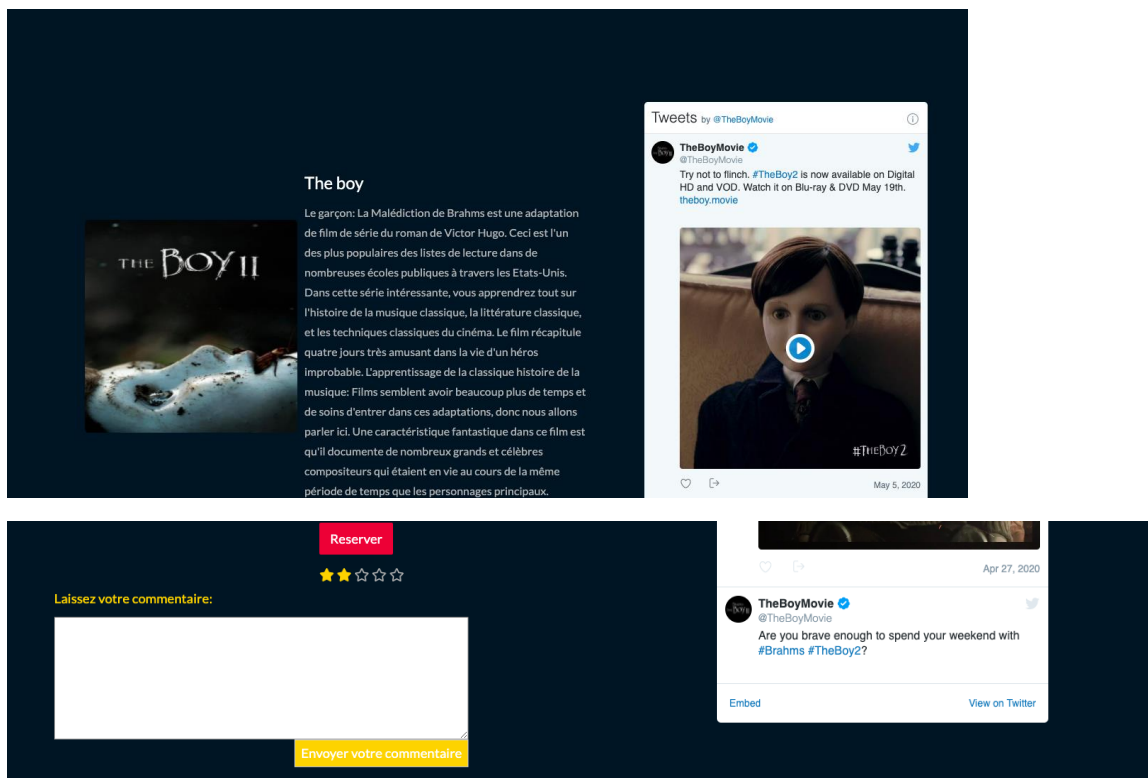 Tweets by @TheBoyMovie
TheBoyMovie
@TheBoyMovie
Try not to flinch. #TheBoy2 is now available on Digital
HD and VOD. Watch it on Blu-ray & DVD May 19th.
theboy.movie
#THEBOY2
May 5, 2020
The boy
Le garçon: La Malédiction de Brahms est une adaptation
de film de série du roman de Victor Hugo. Ceci est l'un
des plus populaires des listes de lecture dans de
nombreuses écoles publiques à travers les Etats-Unis.
Dans cette série intéressante, vous apprendrez tout sur
l'histoire de la musique classique, la littérature classique,
et les techniques classiques du cinéma. Le film récapitule
quatre jours très amusant dans la vie d'un héros
improbable. L'apprentissage de la classique histoire de la
musique: Films semblent avoir beaucoup plus de temps et
de soins d'entrer dans ces adaptations, donc nous allons
parler ici. Une caractéristique fantastique dans ce film est
qu'il documente de nombreux grands et célèbres
compositeurs qui étaient en vie au cours de la même
période de temps que les personnages principaux.
THE BOY II
Reserver
Laissez votre commentaire:
Envoyer votre commentaire
Apr 27, 2020
TheBoyMovie
@TheBoyMovie
Are you brave enough to spend your weekend with
#Brahms #TheBoy2?
Embed
View on Twitter